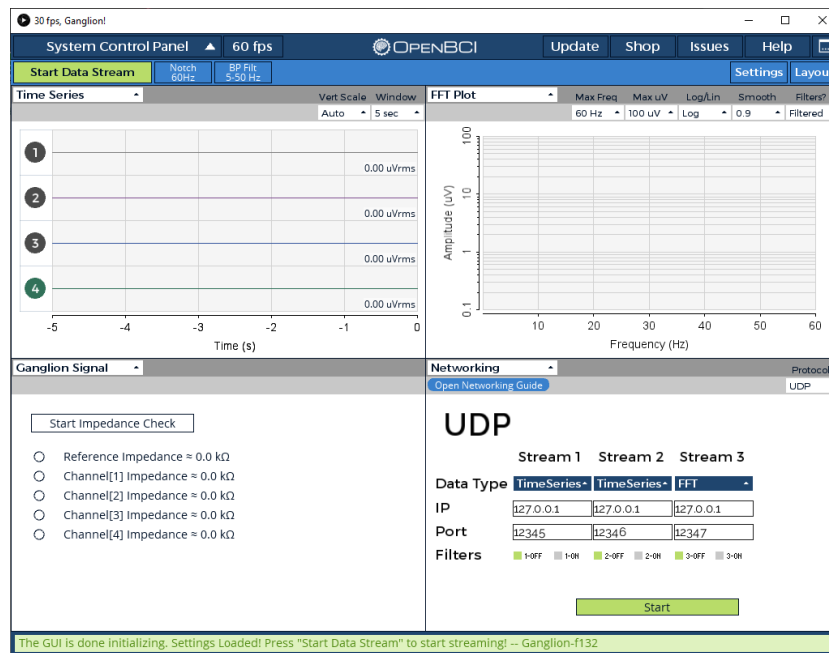 30 fps, Ganglion!
System Control Panel 60 fps OPENBCI Update Shop Issues Help
Start Data Stream Notch 60Hz BP Filt 5-50 Hz Settings Layou
Time Series Vert Scale Window
Auto 5 sec
1 0.00 uVrms
2 0.00 uVrms
3 0.00 uVrms
4 0.00 uVrms
-5 -4 -3 -2 -1 0
Time (s)
FFT Plot Max Freq Max uV Log/Lin Smooth Filters?
60 Hz 100 uV Log 0.9 Filtered
100
10
1
0.1
Amplitude (uV)
10 20 30 40 50 60
Frequency (Hz)
Ganglion Signal
Start Impedance Check
Reference Impedance ≈ 0.0 kΩ
Channel[1] Impedance ≈ 0.0 kΩ
Channel[2] Impedance ≈ 0.0 kΩ
Channel[3] Impedance ≈ 0.0 kΩ
Channel[4] Impedance ≈ 0.0 kΩ
Networking Protocol
Open Networking Guide UDP
UDP
Stream 1 Stream 2 Stream 3
Data Type TimeSeries TimeSeries FFT
IP 127.0.0.1 127.0.0.1 127.0.0.1
Port 12345 12346 12347
Filters 1-OFF 1-ON 2-OFF 2-ON 3-OFF 3-ON
Start
The GUI is done initializing. Settings Loaded! Press "Start Data Stream" to start streaming! -- Ganglion-f132